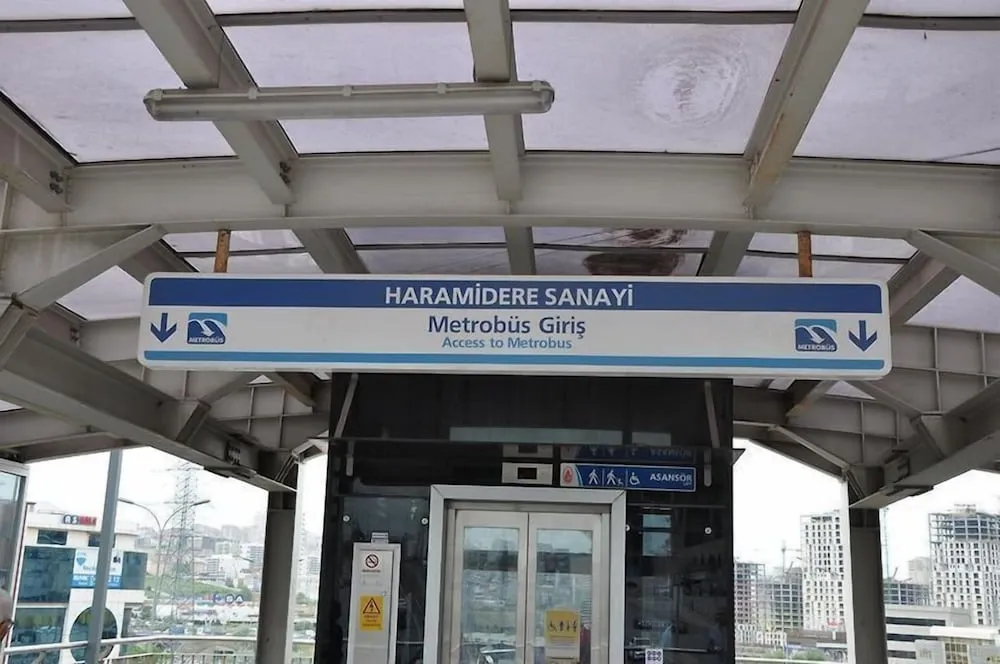 HARAMİDERE SANAYİ
Metrobüs Giriş
Access to Metrobus
METROBÜS
METROBÜS
ASANSÖR